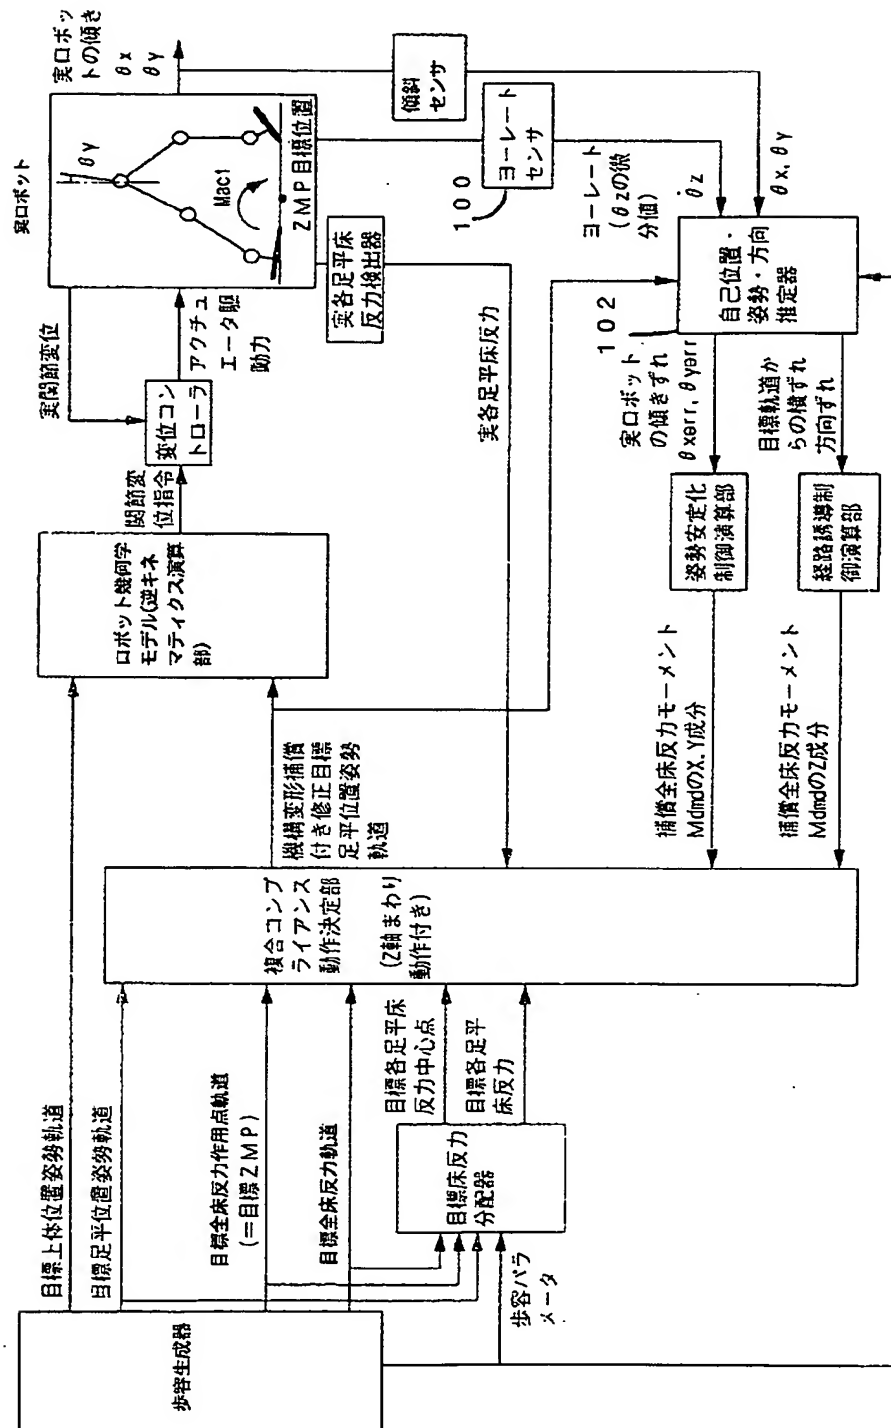 歩容生成器
目標上体位置姿勢軌道
目標足平位置姿勢軌道
目標全床反力作用点軌道
(=目標ZMP)
目標全床反力軌道
歩容パラ
メータ
目標床反力
分配器
目標各足平床
反力中心点
目標各足平
床反力
複合コンプ
ライアンス
動作決定部
(Z軸まわり
動作付き)
機構変形補償
付き修正目標
足平位置姿勢
軌道
ロボット幾何学
モデル(逆キネ
マティクス演算
部)
関節変
位指令
変位コン
トローラ
実関節変位
アクチュ
エータ駆
動力
実ロボット
θy
Mact
ZMP目標位置
実ロボッ
トの傾き
θx
θy
実各足平床
反力検出器
実各足平床反力
傾斜
センサ
100
ヨーレート
センサ
ヨーレート
(θzの微
分値)
θ̇z
θx, θy
102
自己位置・
姿勢・方向
推定器
実ロボット
の傾きずれ
θxerr, θyerr
目標軌道か
らの横ずれ
方向ずれ
姿勢安定化
制御演算部
経路誘導制
御演算部
補償全床反力モーメント
MdmdのX,Y成分
補償全床反力モーメント
MdmdのZ成分